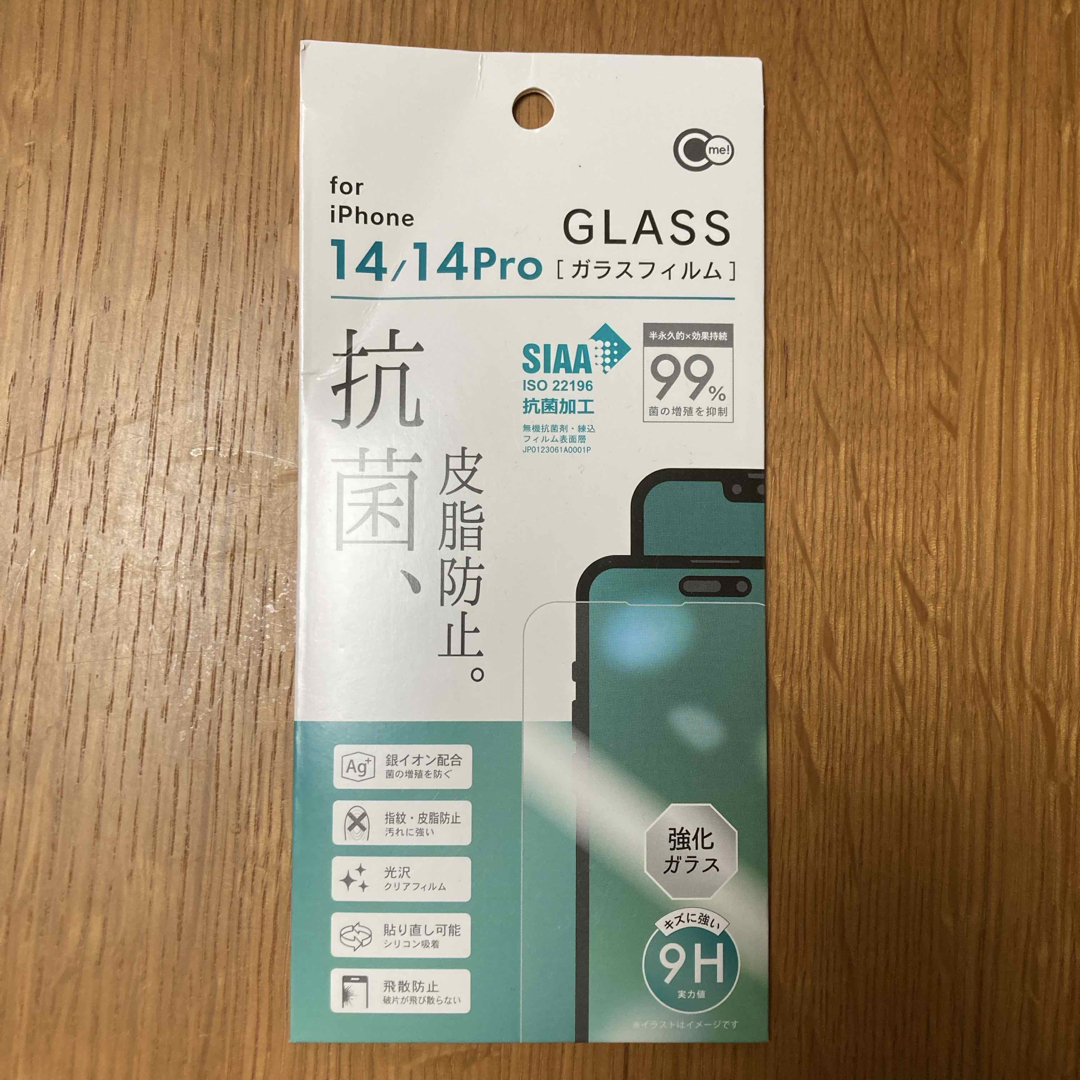 C me!
for
iPhone
14/14Pro
GLASS
[ガラスフィルム]
抗菌、
皮脂防止。
SIAA
ISO 22196
抗菌加工
無機抗菌剤・練込
フィルム表面層
JP0123061A0001P
半永久的×効果持続
99%
菌の増殖を抑制
Ag+
銀イオン配合
菌の増殖を防ぐ
指紋・皮脂防止
汚れに強い
光沢
クリアフィルム
貼り直し可能
シリコン吸着
飛散防止
破片が飛び散らない
強化
ガラス
キズに強い
9H
実力値
※イラストはイメージです